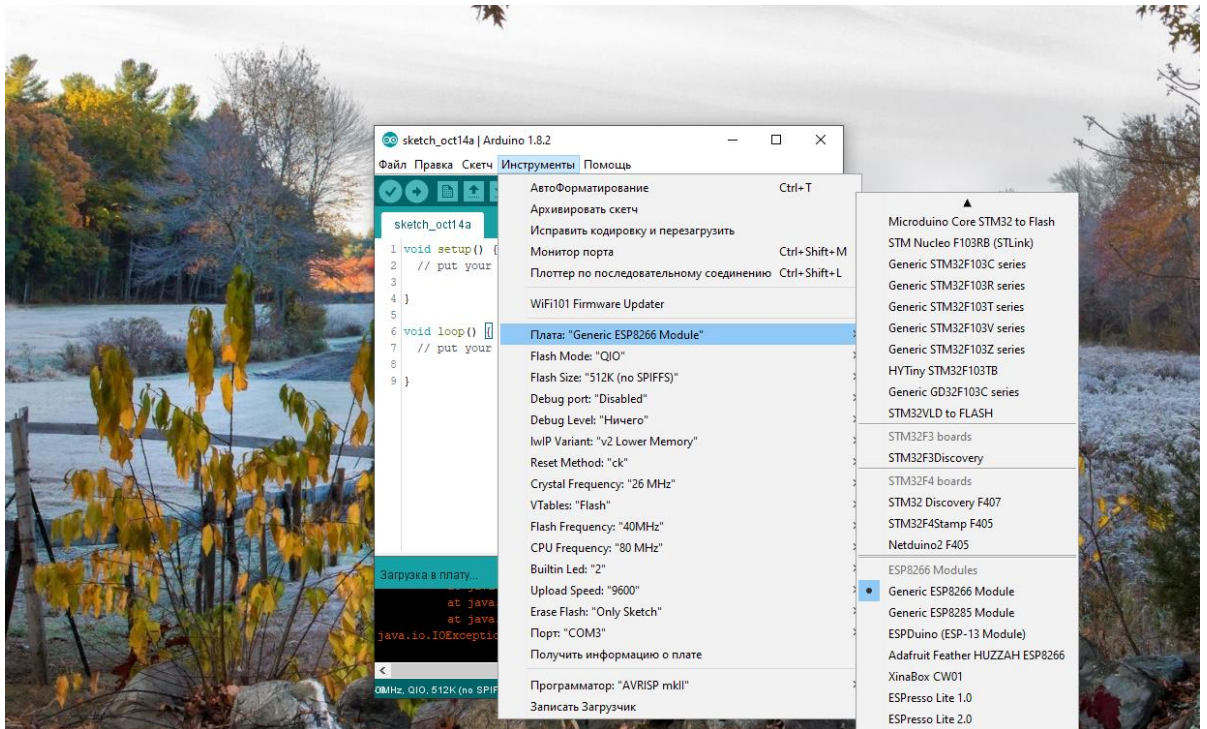 sketch_oct14a | Arduino 1.8.2
Файл Правка Скетч Инструменты Помощь
sketch_oct14a
1 void setup() {
2 // put your
3
4 }
5
6 void loop() {
7 // put your
8
9 }
Загрузка в плату...
at java
at java.
java.io.IOExceptio
MHz, QIO, 512K (no SPIF
АвтоФорматирование Ctrl+T
Архивировать скетч
Исправить кодировку и перезагрузить
Монитор порта Ctrl+Shift+M
Плоттер по последовательному соединению Ctrl+Shift+L
WiFi101 Firmware Updater
Плата: "Generic ESP8266 Module"
Flash Mode: "QIO"
Flash Size: "512K (no SPIFFS)"
Debug port: "Disabled"
Debug Level: "Ничего"
IwIP Variant: "v2 Lower Memory"
Reset Method: "ck"
Crystal Frequency: "26 MHz"
VTables: "Flash"
Flash Frequency: "40MHz"
CPU Frequency: "80 MHz"
Builtin Led: "2"
Upload Speed: "9600"
Erase Flash: "Only Sketch"
Порт: "COM3"
Получить информацию о плате
Программатор: "AVRISP mkII"
Записать Загрузчик
Microduino Core STM32 to Flash
STM Nucleo F103RB (STLink)
Generic STM32F103C series
Generic STM32F103R series
Generic STM32F103T series
Generic STM32F103V series
Generic STM32F103Z series
HYTiny STM32F103TB
Generic GD32F103C series
STM32VLD to FLASH
STM32F3 boards
STM32F3Discovery
STM32F4 boards
STM32 Discovery F407
STM32F4Stamp F405
Netduino2 F405
ESP8266 Modules
Generic ESP8266 Module
Generic ESP8285 Module
ESPDuino (ESP-13 Module)
Adafruit Feather HUZZAH ESP8266
XinaBox CW01
ESPresso Lite 1.0
ESPresso Lite 2.0